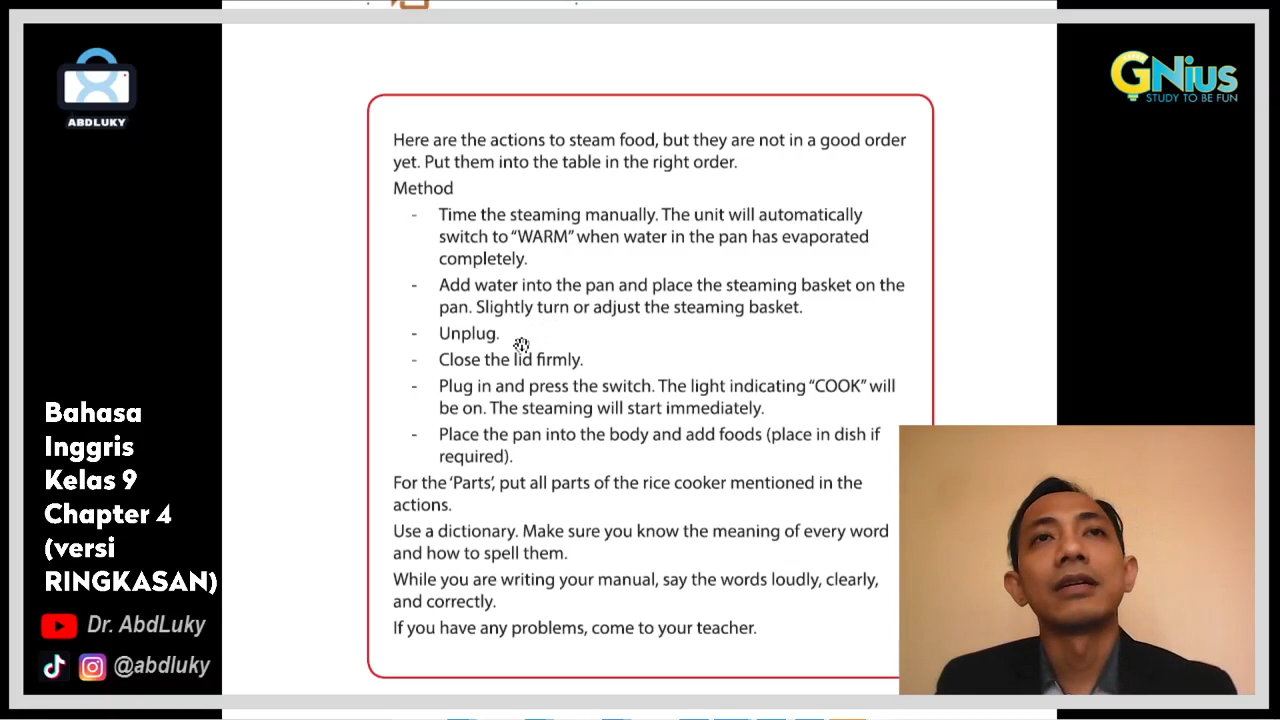 ABDLUKY
GNius
STUDY TO BE FUN
Here are the actions to steam food, but they are not in a good order
yet. Put them into the table in the right order.
Method
- Time the steaming manually. The unit will automatically
switch to “WARM” when water in the pan has evaporated
completely.
- Add water into the pan and place the steaming basket on the
pan. Slightly turn or adjust the steaming basket.
- Unplug.
- Close the lid firmly.
- Plug in and press the switch. The light indicating “COOK” will
be on. The steaming will start immediately.
- Place the pan into the body and add foods (place in dish if
required).
For the ‘Parts’, put all parts of the rice cooker mentioned in the
actions.
Use a dictionary. Make sure you know the meaning of every word
and how to spell them.
While you are writing your manual, say the words loudly, clearly,
and correctly.
If you have any problems, come to your teacher.
Bahasa
Inggris
Kelas 9
Chapter 4
(versi
RINGKASAN)
Dr. AbdLuky
@abdluky